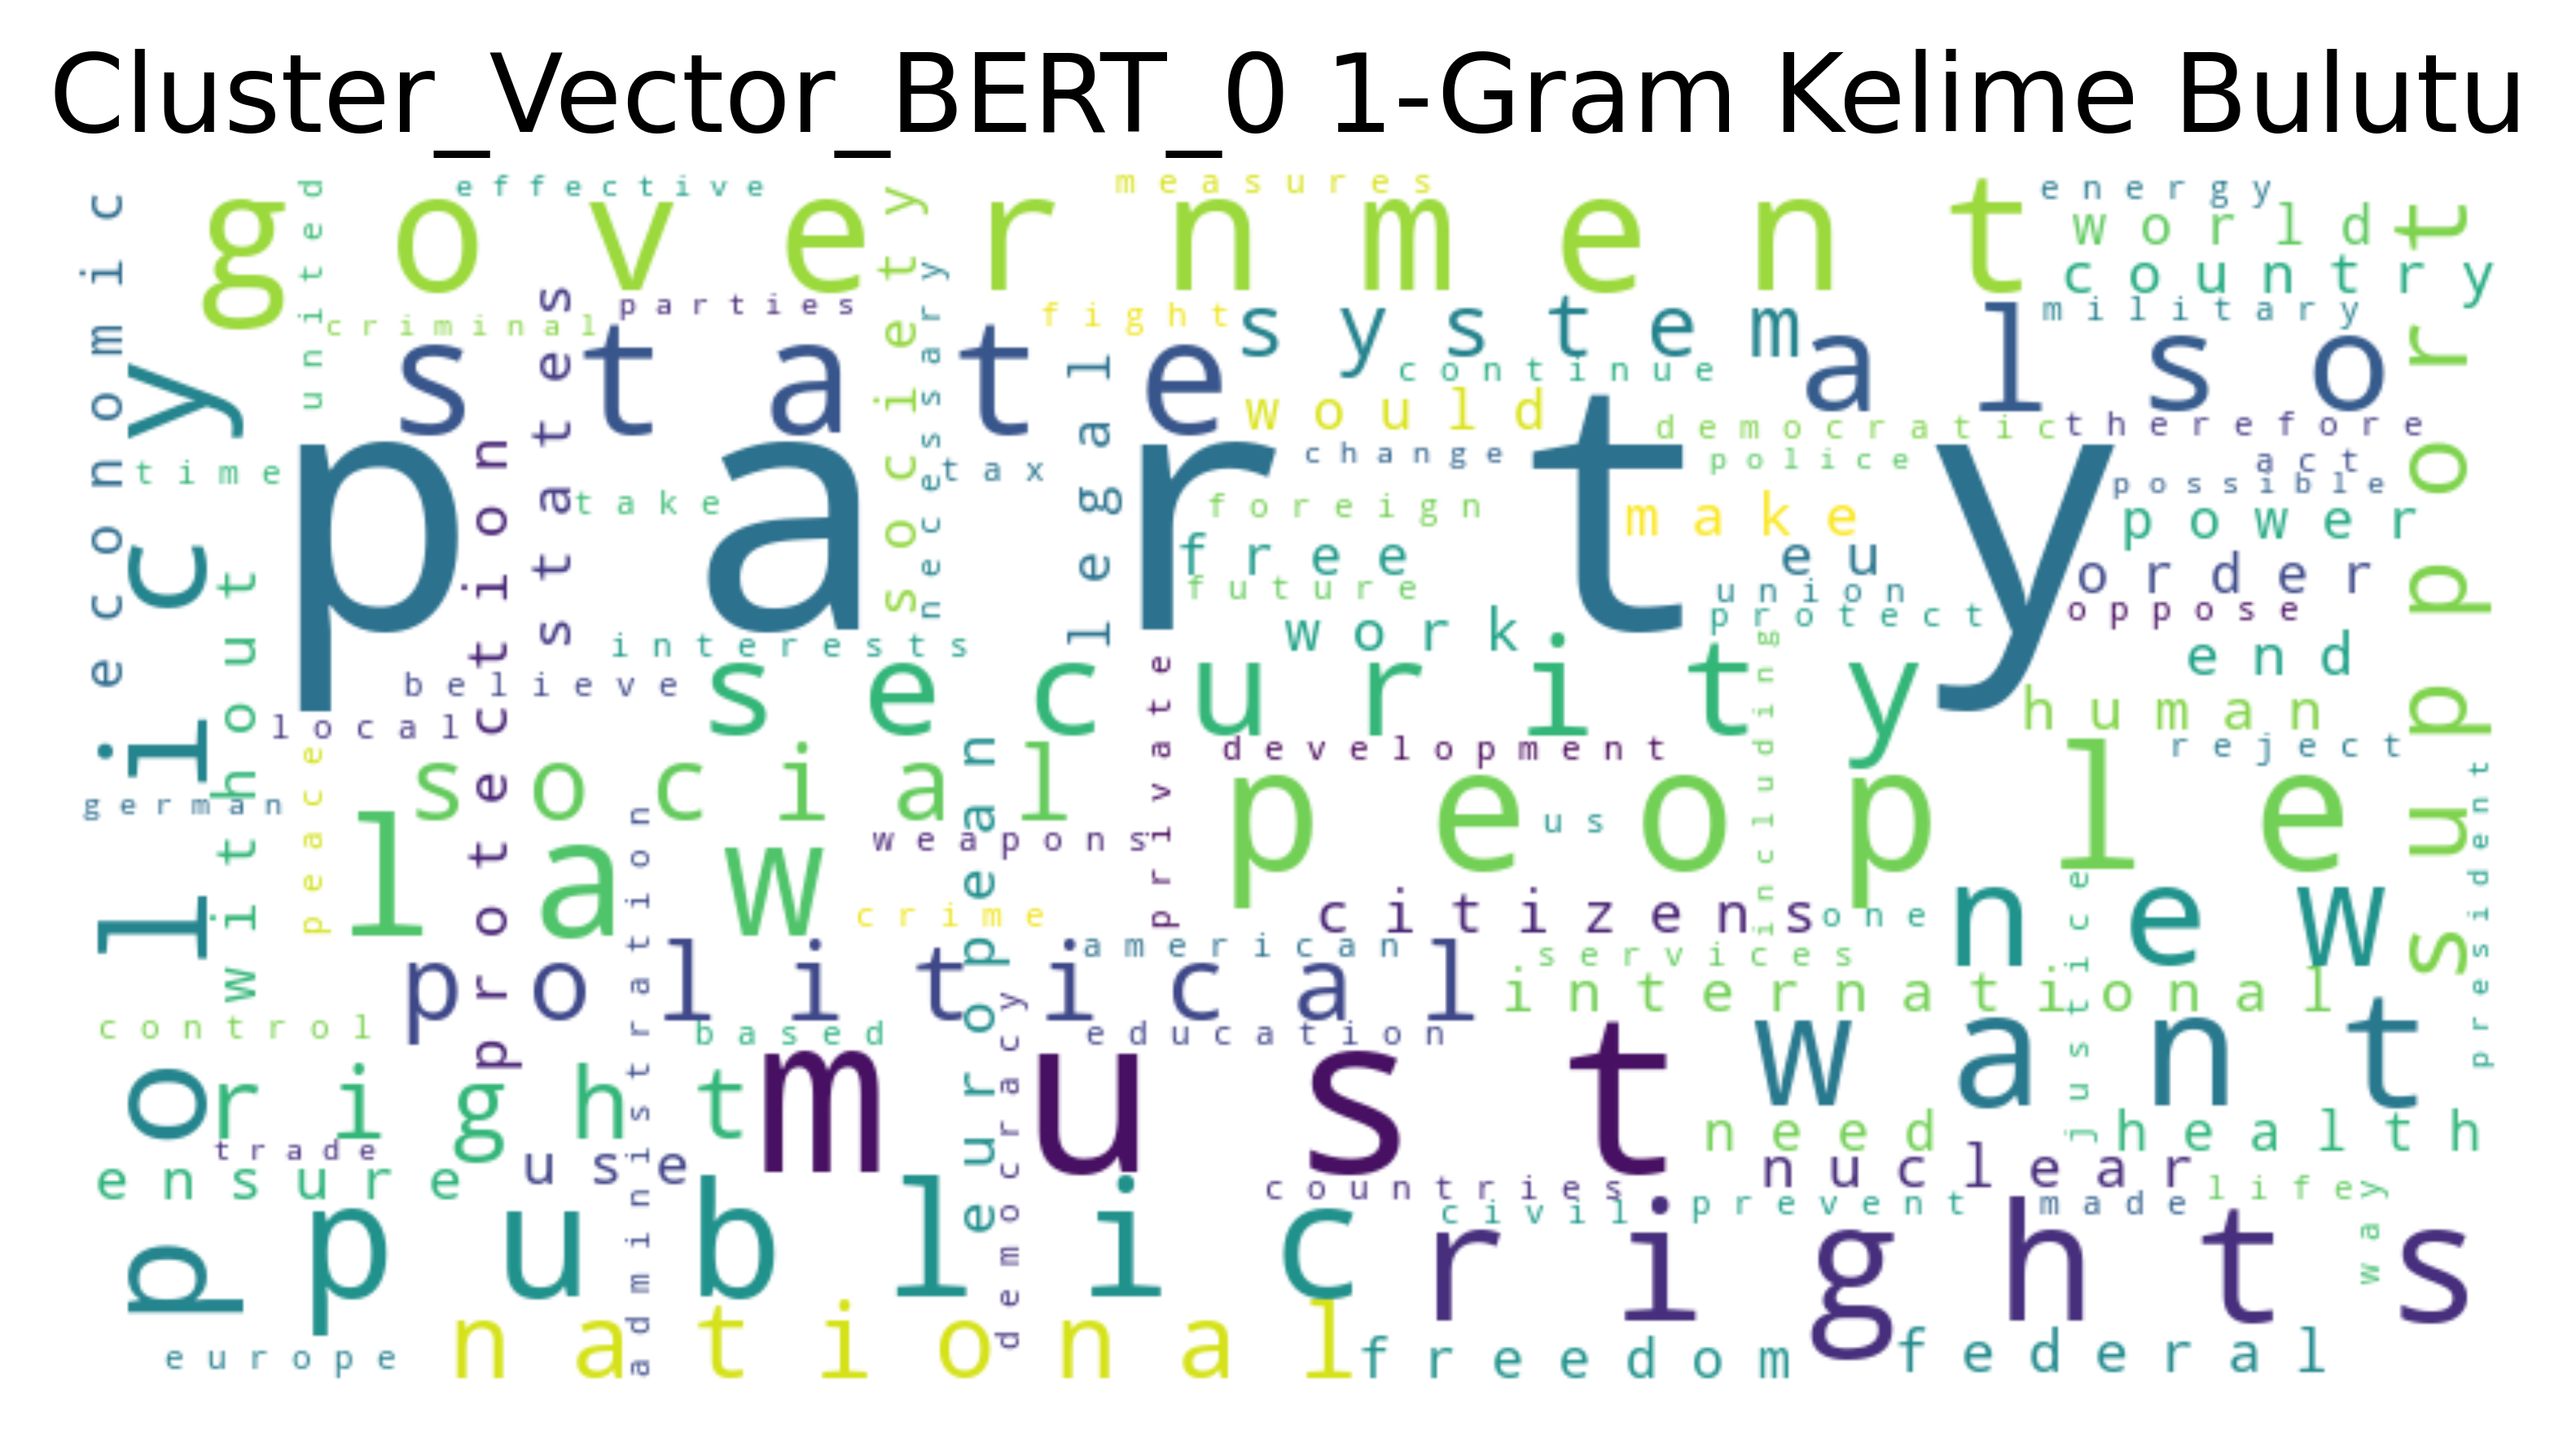 Cluster_Vector_BERT_0 1-Gram Kelime Bulutu
effective
measures
energy
government
world
country
united
society
economic
parties
criminal
fight
system
military
state
also
continue
necessary
states
would
democratic
therefore
legal
change
police
act
time
tax
possible
party
take
foreign
make
power
policy
free
eu
order
future
union
protect
oppose
support
protection
without
interests
work
end
believe
security
human
local
private
including
development
reject
social
people
german
peace
us
law
weapons
european
administration
crime
citizens
one
new
president
political
american
services
international
justice
control
based
education
democracy
want
right
must
need
health
trade
ensure
use
nuclear
countries
civil
prevent
made
life
way
public
rights
national
europe
freedom
federal